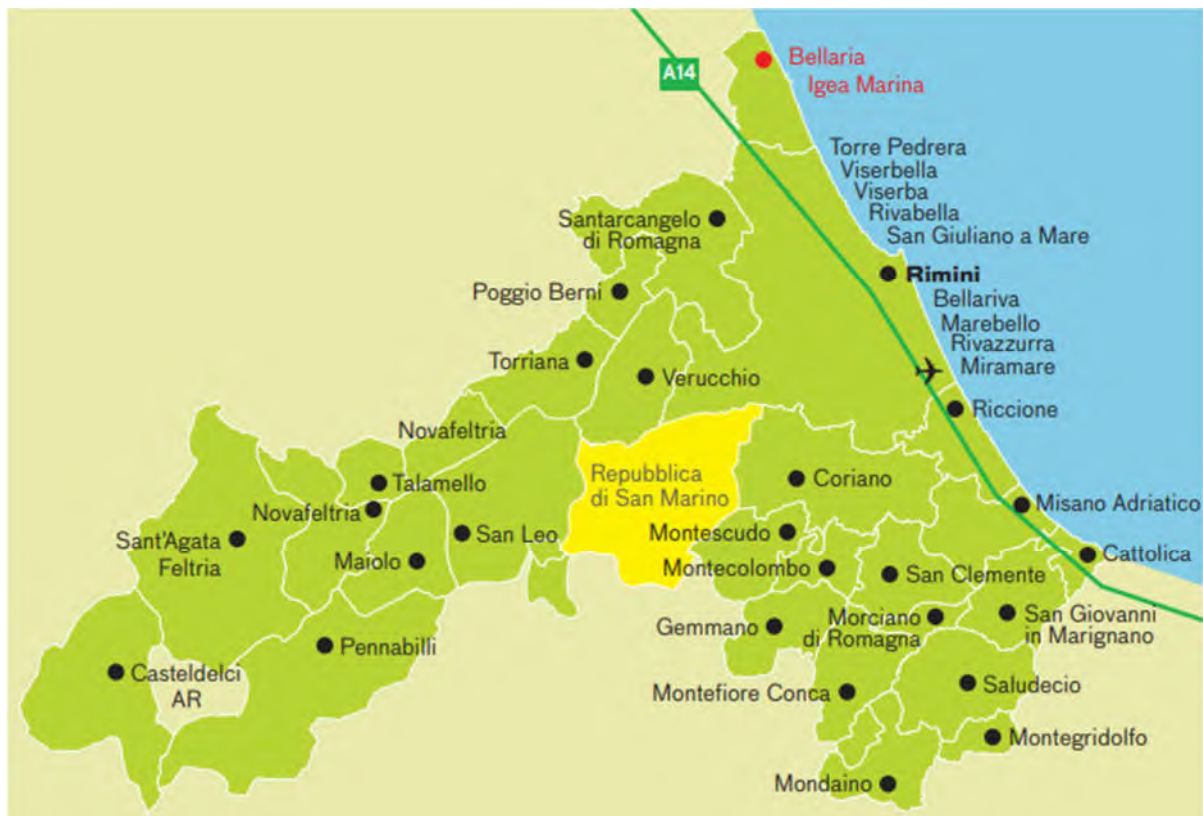 A14
Bellaria
Igea Marina
Torre Pedrera
Viserbella
Viserba
Rivabella
San Giuliano a Mare
Santarcangelo
di Romagna
Rimini
Poggio Berni
Bellariva
Marebello
Rivazzurra
Miramare
Torriana
Verucchio
Riccione
Novafeltria
Repubblica
di San Marino
Coriano
Talamello
Novafeltria
Misano Adriatico
Sant'Agata
Feltria
San Leo
Montescudo
Maiolo
Cattolica
Montecolombo
San Clemente
Gemmano
Morciano
di Romagna
San Giovanni
in Marignano
Pennabilli
Casteldelci
AR
Montefiore Conca
Saludecio
Montegridolfo
Mondaino